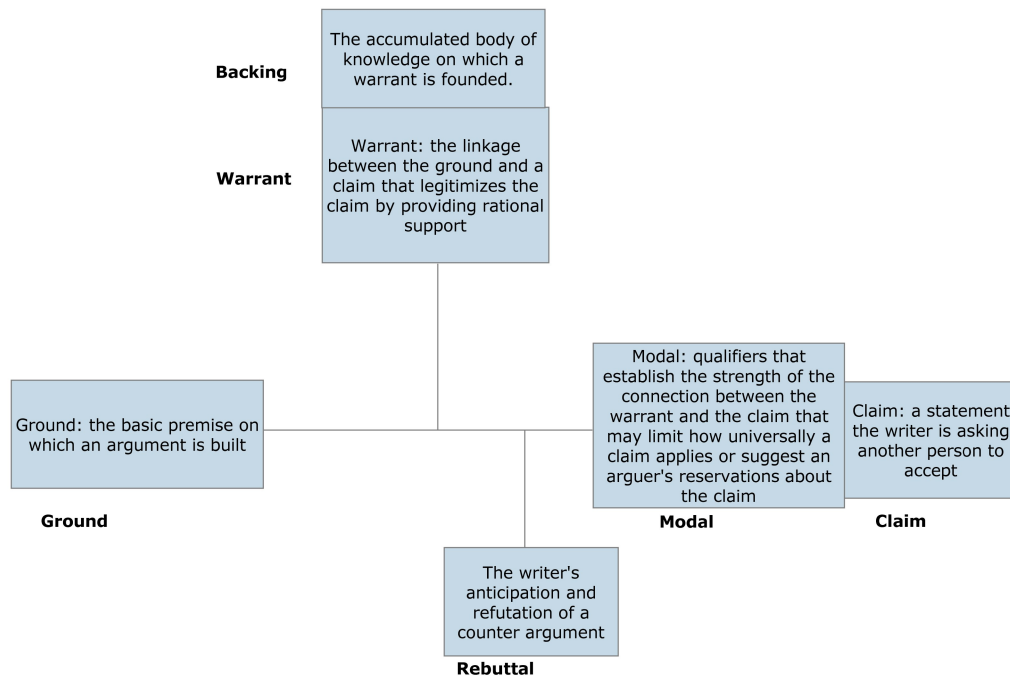 The accumulated body of
knowledge on which a
warrant is founded.
Backing
Warrant: the linkage
between the ground and a
claim that legitimizes the
claim by providing rational
support
Warrant
Ground: the basic premise on
which an argument is built
Ground
Modal: qualifiers that
establish the strength of the
connection between the
warrant and the claim that
may limit how universally a
claim applies or suggest an
arguer's reservations about
the claim
Modal
Claim: a statement
the writer is asking
another person to
accept
Claim
The writer's
anticipation and
refutation of a
counter argument
Rebuttal